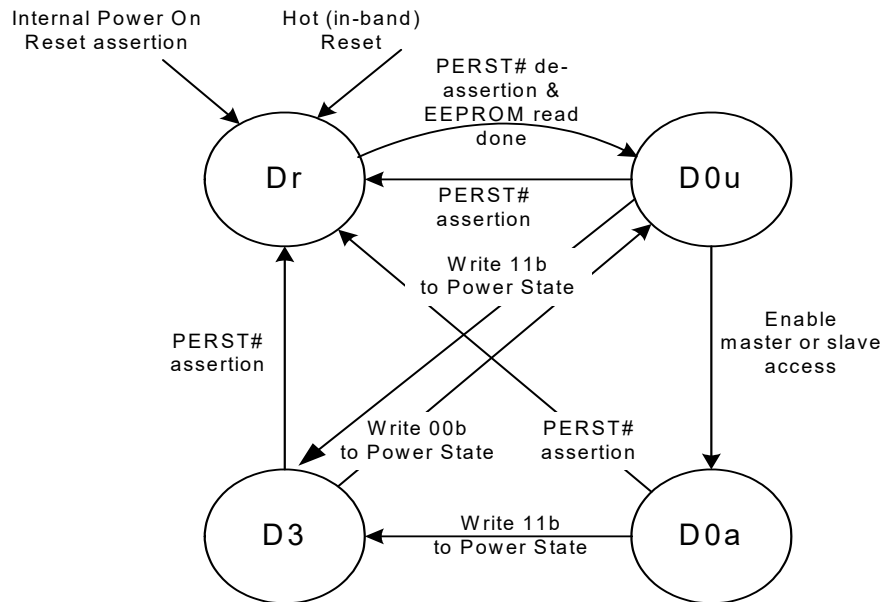 Internal Power On
Reset assertion
Hot (in-band)
Reset
PERST# de-
assertion &
EEPROM read
done
Dr
D0u
PERST#
assertion
Write 11b
to Power State
PERST#
assertion
Enable
master or slave
access
Write 00b
to Power State
PERST#
assertion
D3
Write 11b
to Power State
D0a